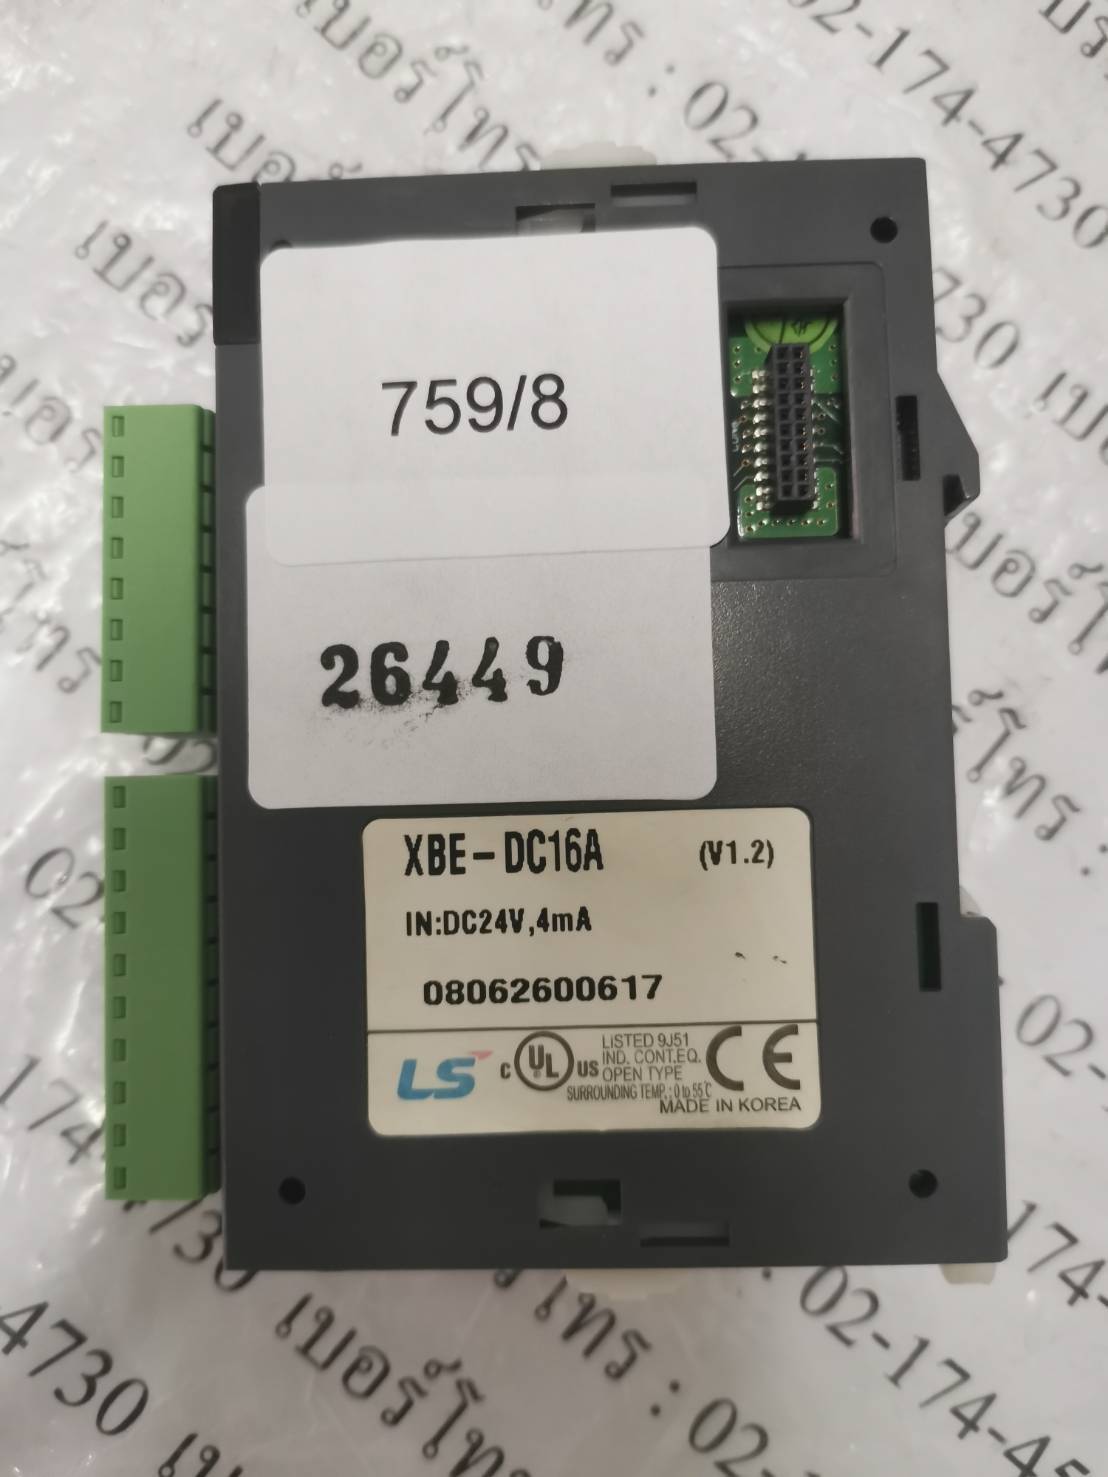 เบอร์โทร : 02-174-4730
759/8
26449
XBE-DC16A (V1.2)
IN:DC24V,4mA
08062600617
LS
C UL US
LISTED 9J51
IND. CONT.EQ.
OPEN TYPE
SURROUNDING TEMP.: 0 to 55℃
CE
MADE IN KOREA